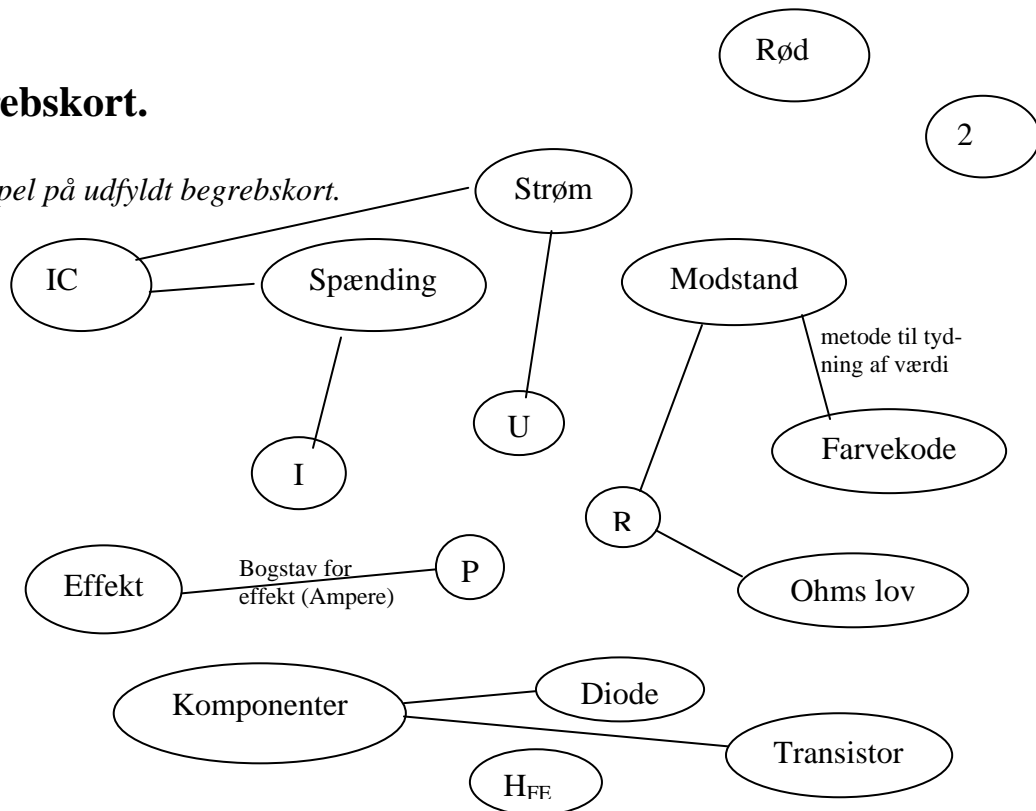 Rød
ebskort.
2
pel på udfyldt begrebskort.
Strøm
IC
Spænding
Modstand
metode til tyd-
ning af værdi
U
Farvekode
I
R
Effekt
Bogstav for
effekt (Ampere)
P
Ohms lov
Komponenter
Diode
Transistor
HFE